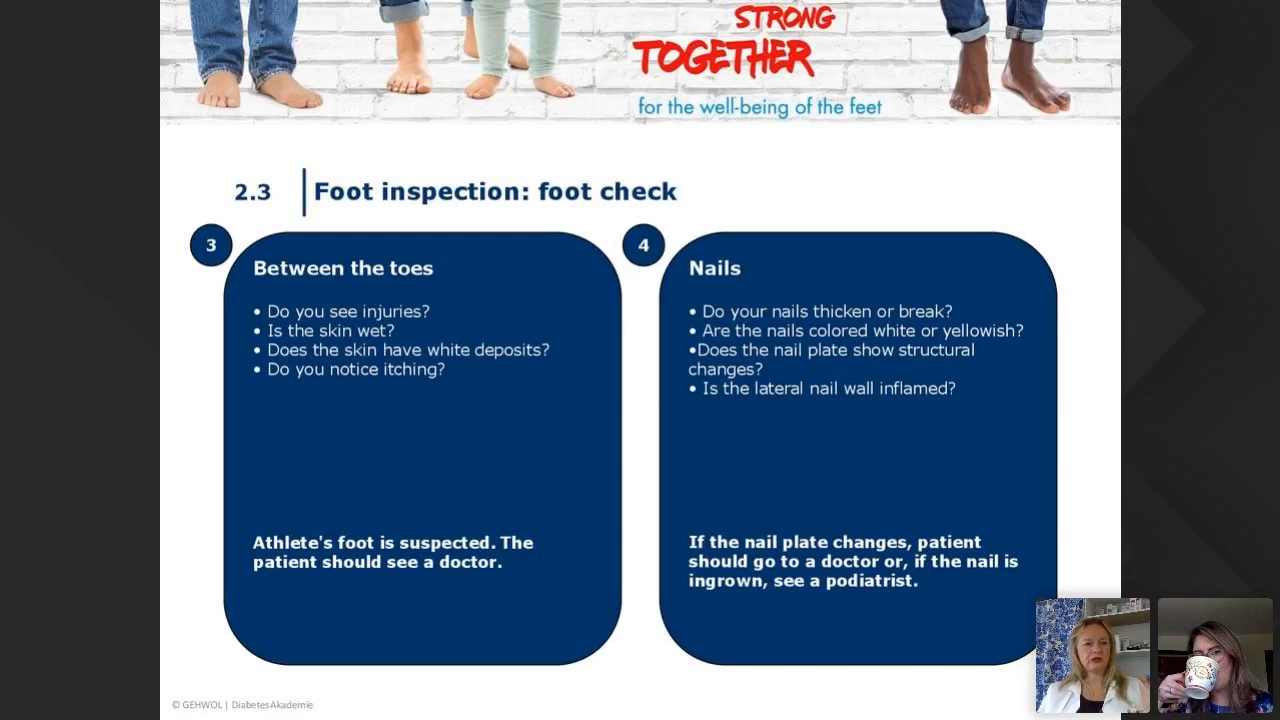 STRONG
TOGETHER
for the well-being of the feet
2.3
Foot inspection: foot check
3
Between the toes
• Do you see injuries?
• Is the skin wet?
• Does the skin have white deposits?
• Do you notice itching?
Athlete's foot is suspected. The
patient should see a doctor.
4
Nails
• Do your nails thicken or break?
• Are the nails colored white or yellowish?
•Does the nail plate show structural
changes?
• Is the lateral nail wall inflamed?
If the nail plate changes, patient
should go to a doctor or, if the nail is
ingrown, see a podiatrist.
© GEHWOL | DiabetesAkademie